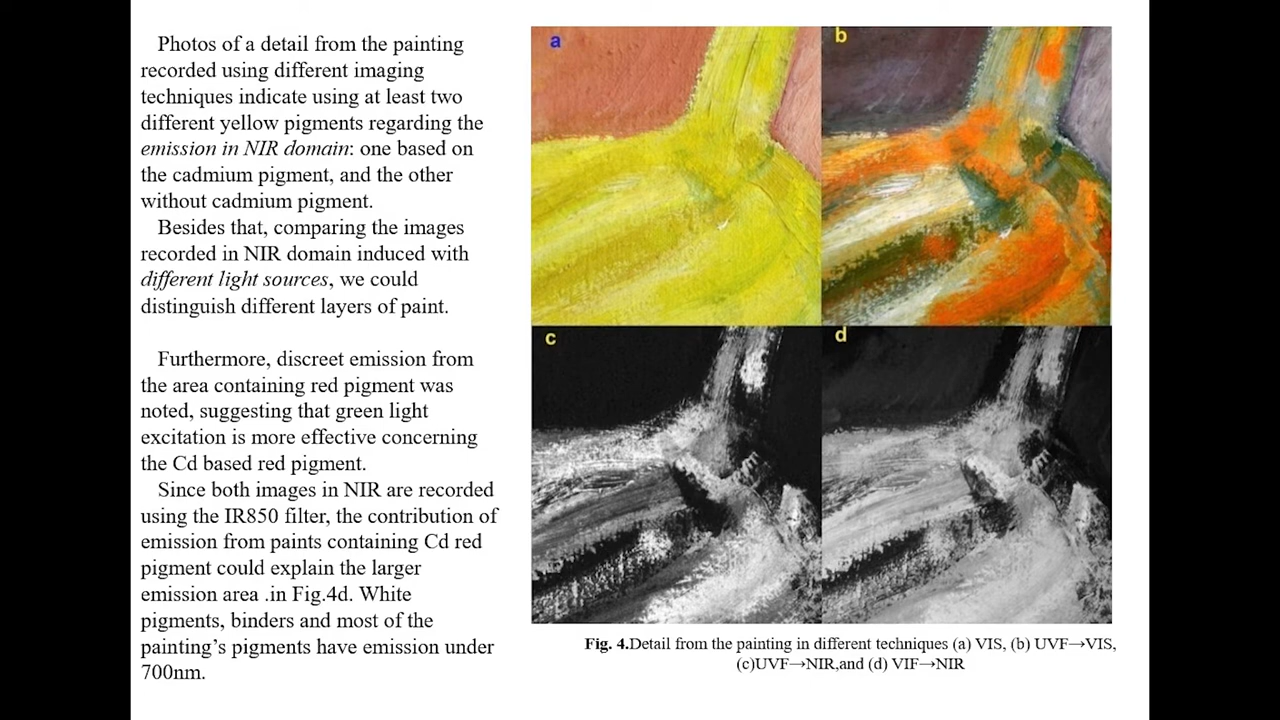 Photos of a detail from the painting
recorded using different imaging
techniques indicate using at least two
different yellow pigments regarding the
emission in NIR domain: one based on
the cadmium pigment, and the other
without cadmium pigment.
Besides that, comparing the images
recorded in NIR domain induced with
different light sources, we could
distinguish different layers of paint.
Furthermore, discreet emission from
the area containing red pigment was
noted, suggesting that green light
excitation is more effective concerning
the Cd based red pigment.
Since both images in NIR are recorded
using the IR850 filter, the contribution of
emission from paints containing Cd red
pigment could explain the larger
emission area .in Fig.4d. White
pigments, binders and most of the
painting’s pigments have emission under
700nm.
a
b
c
d
Fig. 4.Detail from the painting in different techniques (a) VIS, (b) UVF→VIS,
(c)UVF→NIR,and (d) VIF→NIR